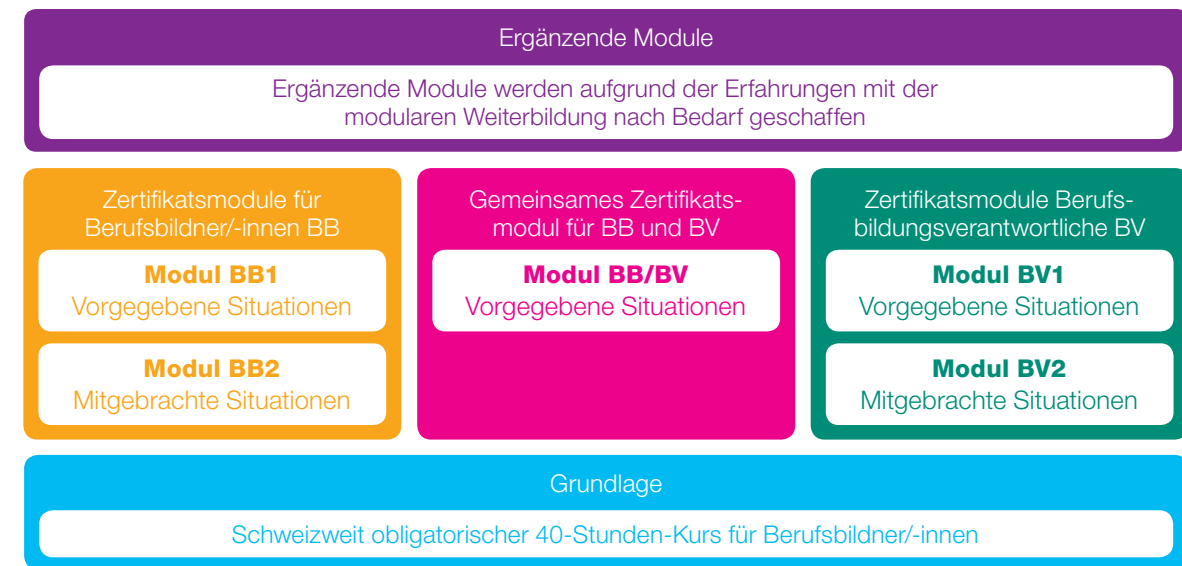 Ergänzende Module
Ergänzende Module werden aufgrund der Erfahrungen mit der
modularen Weiterbildung nach Bedarf geschaffen
Zertifikatsmodule für
Berufsbildner/-innen BB
Modul BB1
Vorgegebene Situationen
Modul BB2
Mitgebrachte Situationen
Gemeinsames Zertifikats-
modul für BB und BV
Modul BB/BV
Vorgegebene Situationen
Zertifikatsmodule Berufs-
bildungsverantwortliche BV
Modul BV1
Vorgegebene Situationen
Modul BV2
Mitgebrachte Situationen
Grundlage
Schweizweit obligatorischer 40-Stunden-Kurs für Berufsbildner/-innen